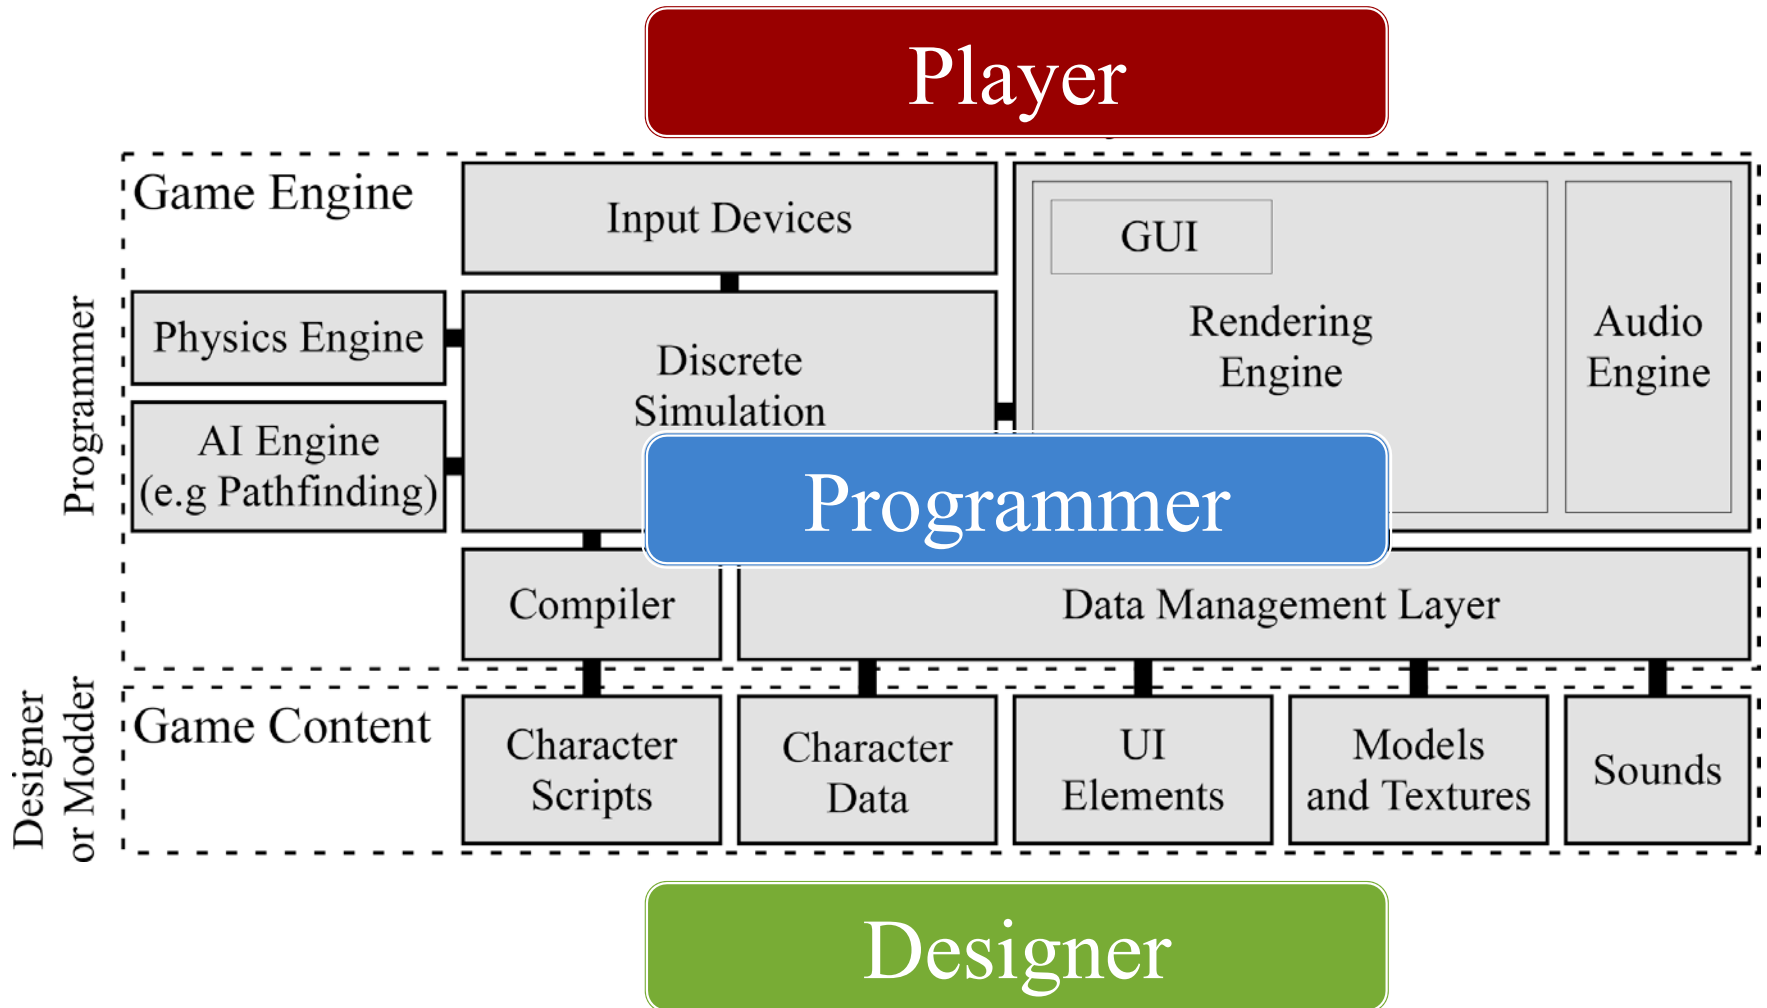 Player
Game Engine
Input Devices
GUI
Rendering
Engine
Audio
Engine
Physics Engine
Discrete
Simulation
AI Engine
(e.g Pathfinding)
Programmer
Programmer
Compiler
Data Management Layer
Designer
or Modder
Game Content
Character
Scripts
Character
Data
UI
Elements
Models
and Textures
Sounds
Designer